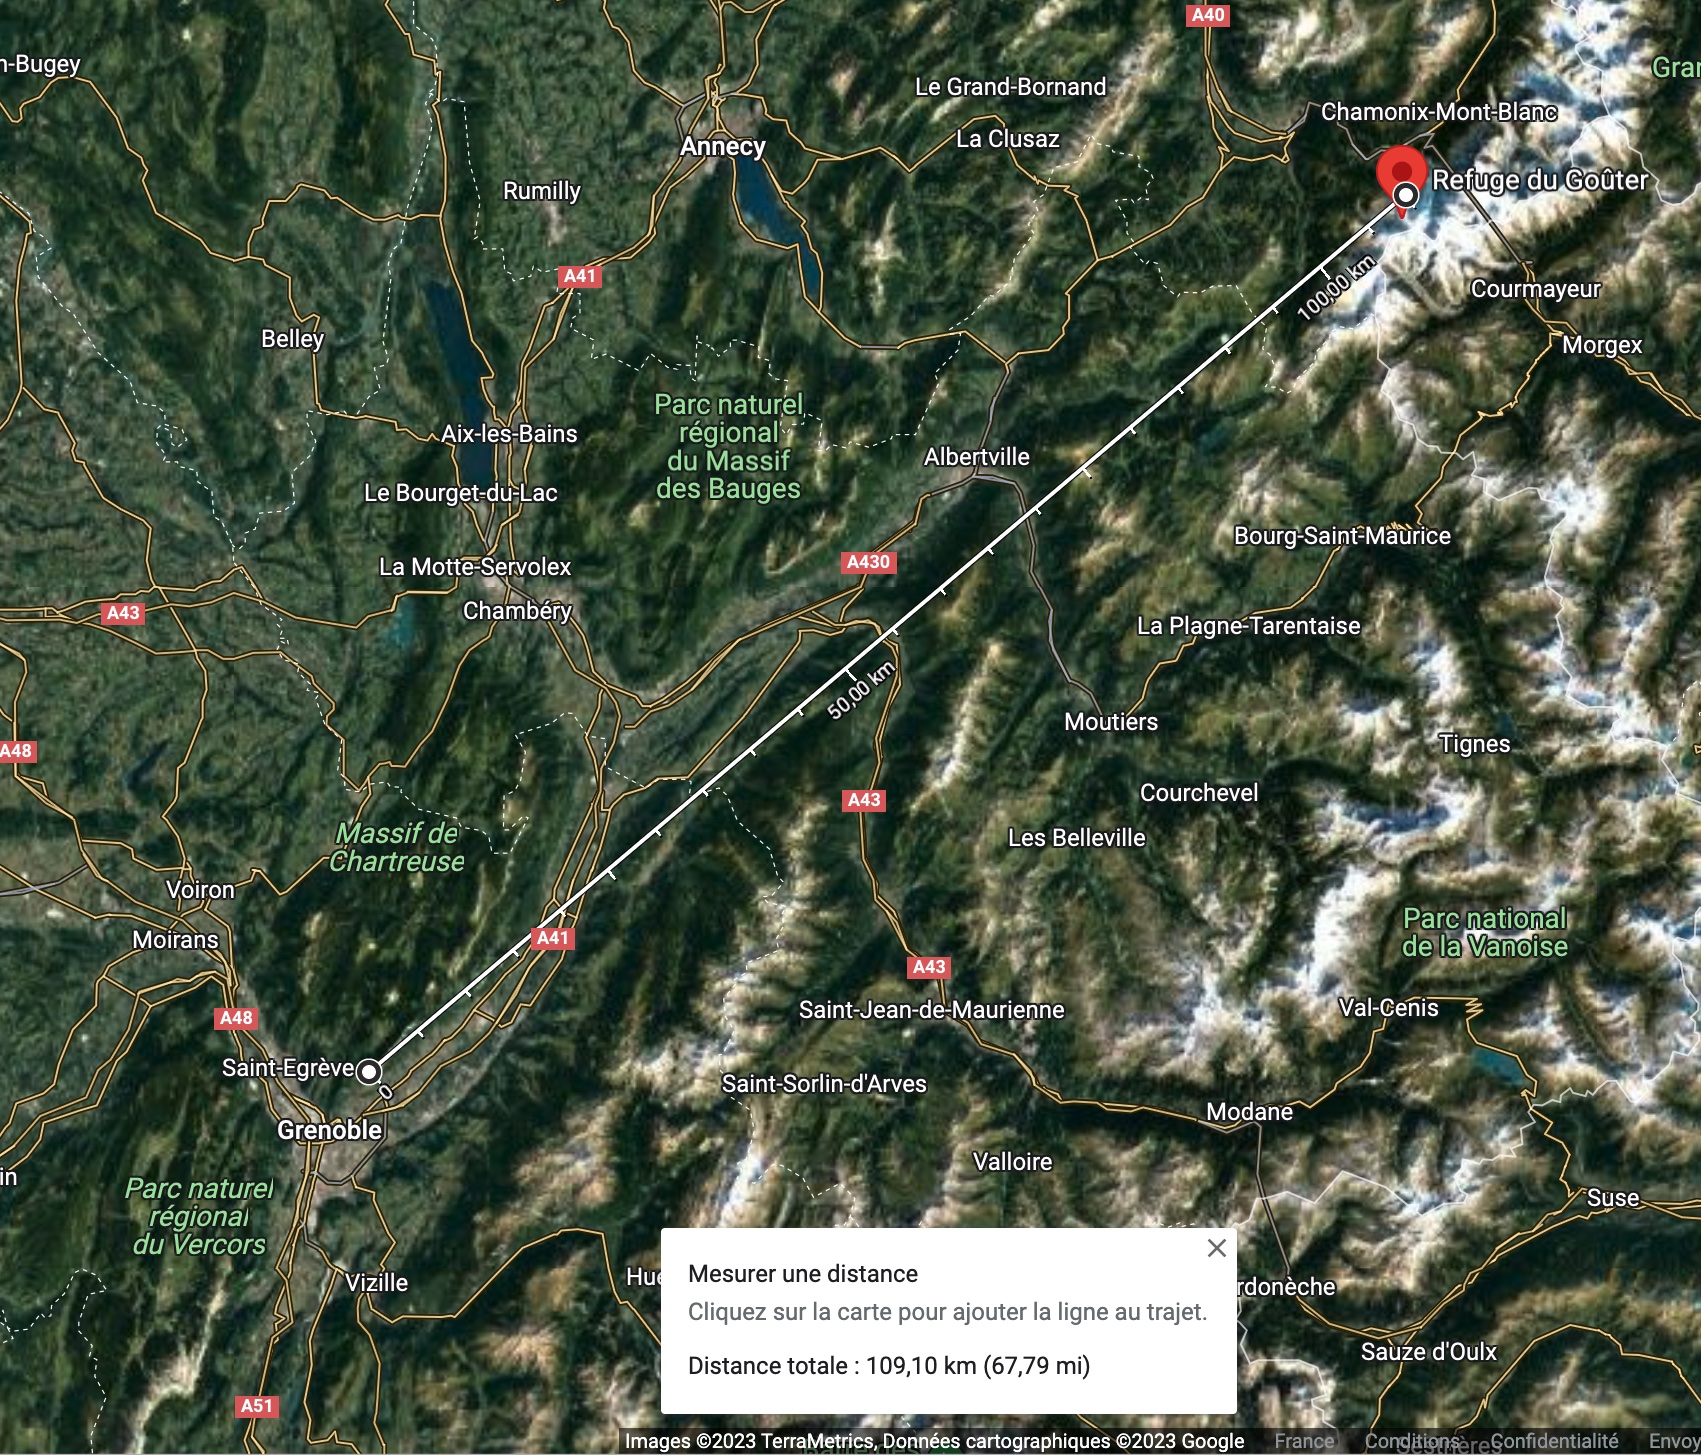 A40
n-Bugey
Gra
Le Grand-Bornand
Chamonix-Mont-Blanc
La Clusaz
Annecy
Refuge du Goûter
Rumilly
A41
100,00 km
Courmayeur
Belley
Morgex
Parc naturel
régional
du Massif
des Bauges
Aix-les-Bains
Albertville
Le Bourget-du-Lac
Bourg-Saint-Maurice
A430
La Motte-Servolex
Chambéry
A43
La Plagne-Tarentaise
50,00 km
Moutiers
A48
Tignes
Courchevel
A43
Massif de
Chartreuse
Les Belleville
Voiron
Parc national
de la Vanoise
Moirans
A41
A43
Saint-Jean-de-Maurienne
Val-Cenis
A48
Saint-Egrève
0
Saint-Sorlin-d'Arves
Modane
Grenoble
Valloire
in
Parc naturel
régional
du Vercors
Suse
Vizille
Hue
rdonèche
Mesurer une distance
Cliquez sur la carte pour ajouter la ligne au trajet.
Distance totale : 109,10 km (67,79 mi)
Sauze d'Oulx
A51
Images ©2023 TerraMetrics, Données cartographiques ©2023 Google France Conditions Confidentialité Envoy